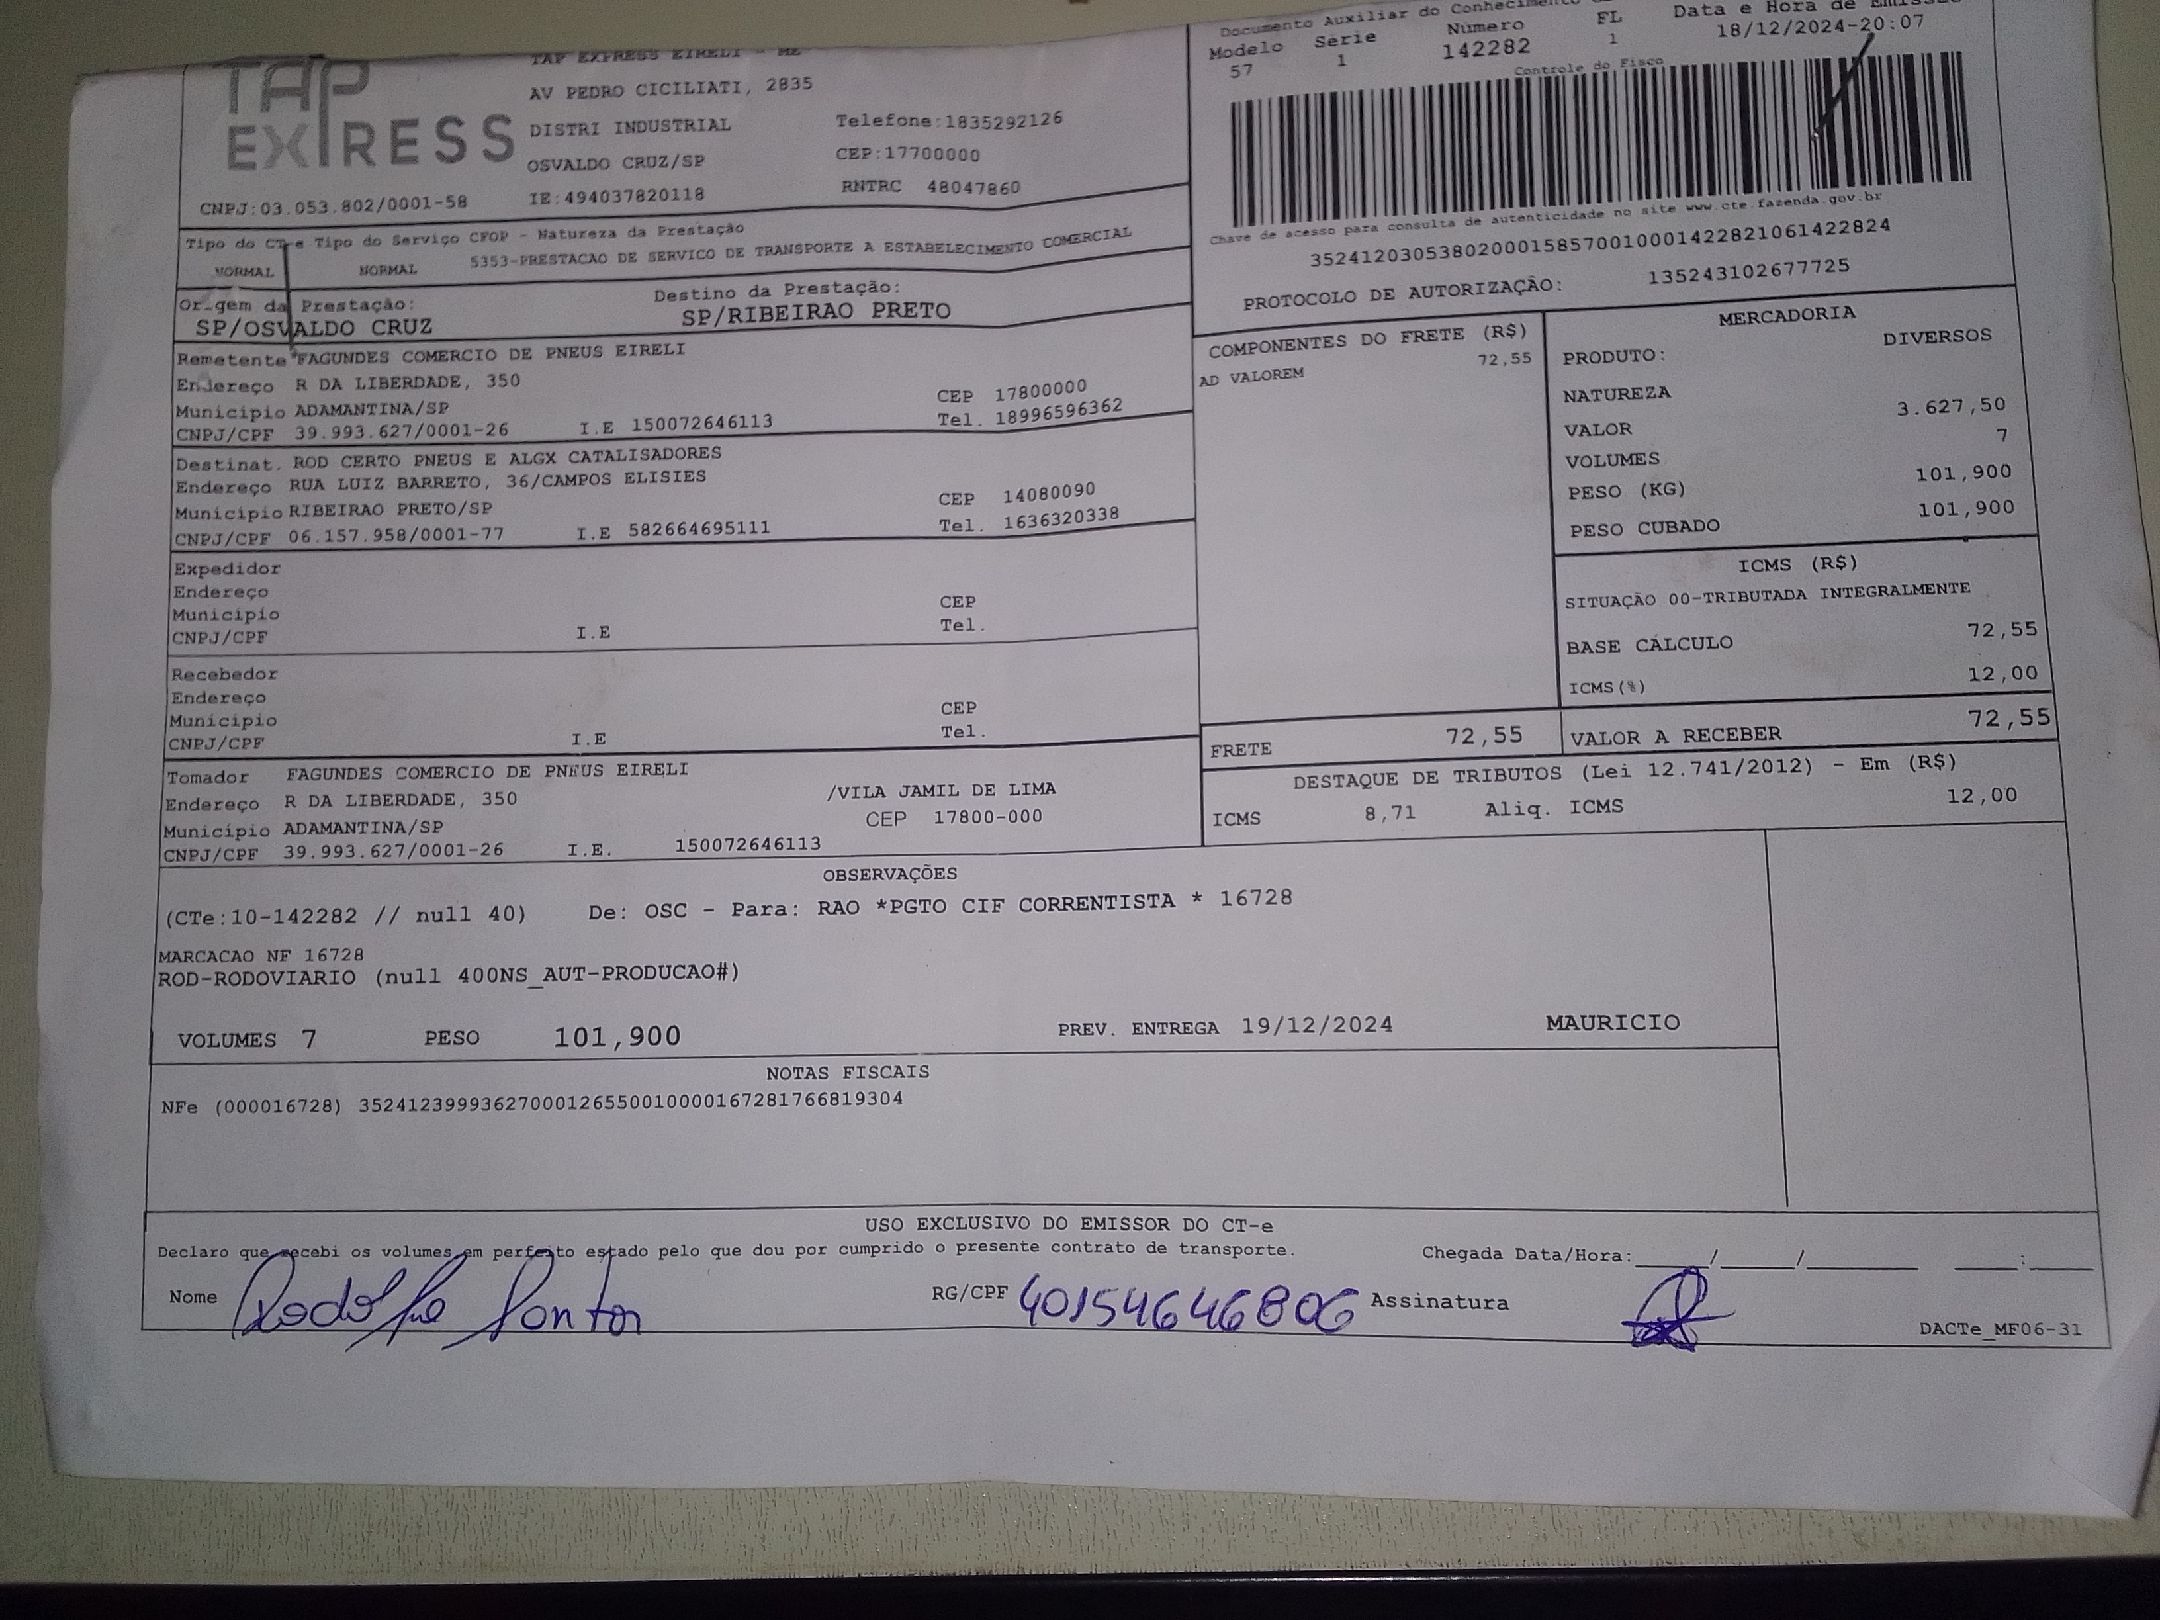 TAP EXPRESS
TAP EXPRESS EIRELI - ME
AV PEDRO CICILIATI, 2835
DISTRI INDUSTRIAL Telefone:1835292126
OSVALDO CRUZ/SP CEP:17700000
CNPJ:03.053.802/0001-58 IE:494037820118 RNTRC 48047860
Documento Auxiliar do Conhecimento
Modelo Série Número FL Data e Hora de Emissão
57 1 142282 1 18/12/2024-20:07
Controle do Fisco
Chave de acesso para consulta de autenticidade no site www.cte.fazenda.gov.br
35241203053802000158570010001422821061422824
PROTOCOLO DE AUTORIZAÇÃO: 135243102677725
Tipo do CT-e Tipo do Serviço CFOP - Natureza da Prestação
NORMAL NORMAL 5353-PRESTACAO DE SERVICO DE TRANSPORTE A ESTABELECIMENTO COMERCIAL
Origem da Prestação: Destino da Prestação:
SP/OSVALDO CRUZ SP/RIBEIRAO PRETO
Remetente FAGUNDES COMERCIO DE PNEUS EIRELI
Endereço R DA LIBERDADE, 350 CEP 17800000
Município ADAMANTINA/SP Tel. 18996596362
CNPJ/CPF 39.993.627/0001-26 I.E 150072646113
Destinat. ROD CERTO PNEUS E ALGX CATALISADORES
Endereço RUA LUIZ BARRETO, 36/CAMPOS ELISIES CEP 14080090
Município RIBEIRAO PRETO/SP Tel. 1636320338
CNPJ/CPF 06.157.958/0001-77 I.E 582664695111
Expedidor
Endereço CEP
Município Tel.
CNPJ/CPF I.E
Recebedor
Endereço CEP
Município Tel.
CNPJ/CPF I.E
Tomador FAGUNDES COMERCIO DE PNEUS EIRELI
Endereço R DA LIBERDADE, 350 /VILA JAMIL DE LIMA
Município ADAMANTINA/SP CEP 17800-000
CNPJ/CPF 39.993.627/0001-26 I.E. 150072646113
COMPONENTES DO FRETE (R$)
AD VALOREM 72,55
MERCADORIA
PRODUTO: DIVERSOS
NATUREZA
VALOR 3.627,50
VOLUMES 7
PESO (KG) 101,900
PESO CUBADO 101,900
ICMS (R$)
SITUAÇÃO 00-TRIBUTADA INTEGRALMENTE
BASE CÁLCULO 72,55
ICMS(%) 12,00
FRETE 72,55 VALOR A RECEBER 72,55
DESTAQUE DE TRIBUTOS (Lei 12.741/2012) - Em (R$)
ICMS 8,71 Aliq. ICMS 12,00
OBSERVAÇÕES
(CTe:10-142282 // null 40) De: OSC - Para: RAO *PGTO CIF CORRENTISTA * 16728
MARCACAO NF 16728
ROD-RODOVIARIO (null 400NS_AUT-PRODUCAO#)
VOLUMES 7 PESO 101,900 PREV. ENTREGA 19/12/2024 MAURICIO
NOTAS FISCAIS
NFe (000016728) 35241239993627000126550010000167281766819304
USO EXCLUSIVO DO EMISSOR DO CT-e
Declaro que recebi os volumes em perfeito estado pelo que dou por cumprido o presente contrato de transporte. Chegada Data/Hora:____/____/______ ___:___
Nome Rodolfo RG/CPF 40154646806 Assinatura
DACTe_MF06-31